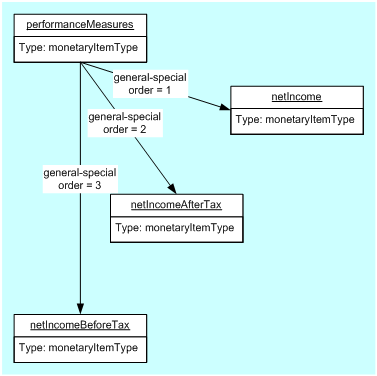 performanceMeasures
Type: monetaryItemType
general-special
order = 1
netIncome
Type: monetaryItemType
general-special
order = 2
general-special
order = 3
netIncomeAfterTax
Type: monetaryItemType
netIncomeBeforeTax
Type: monetaryItemType